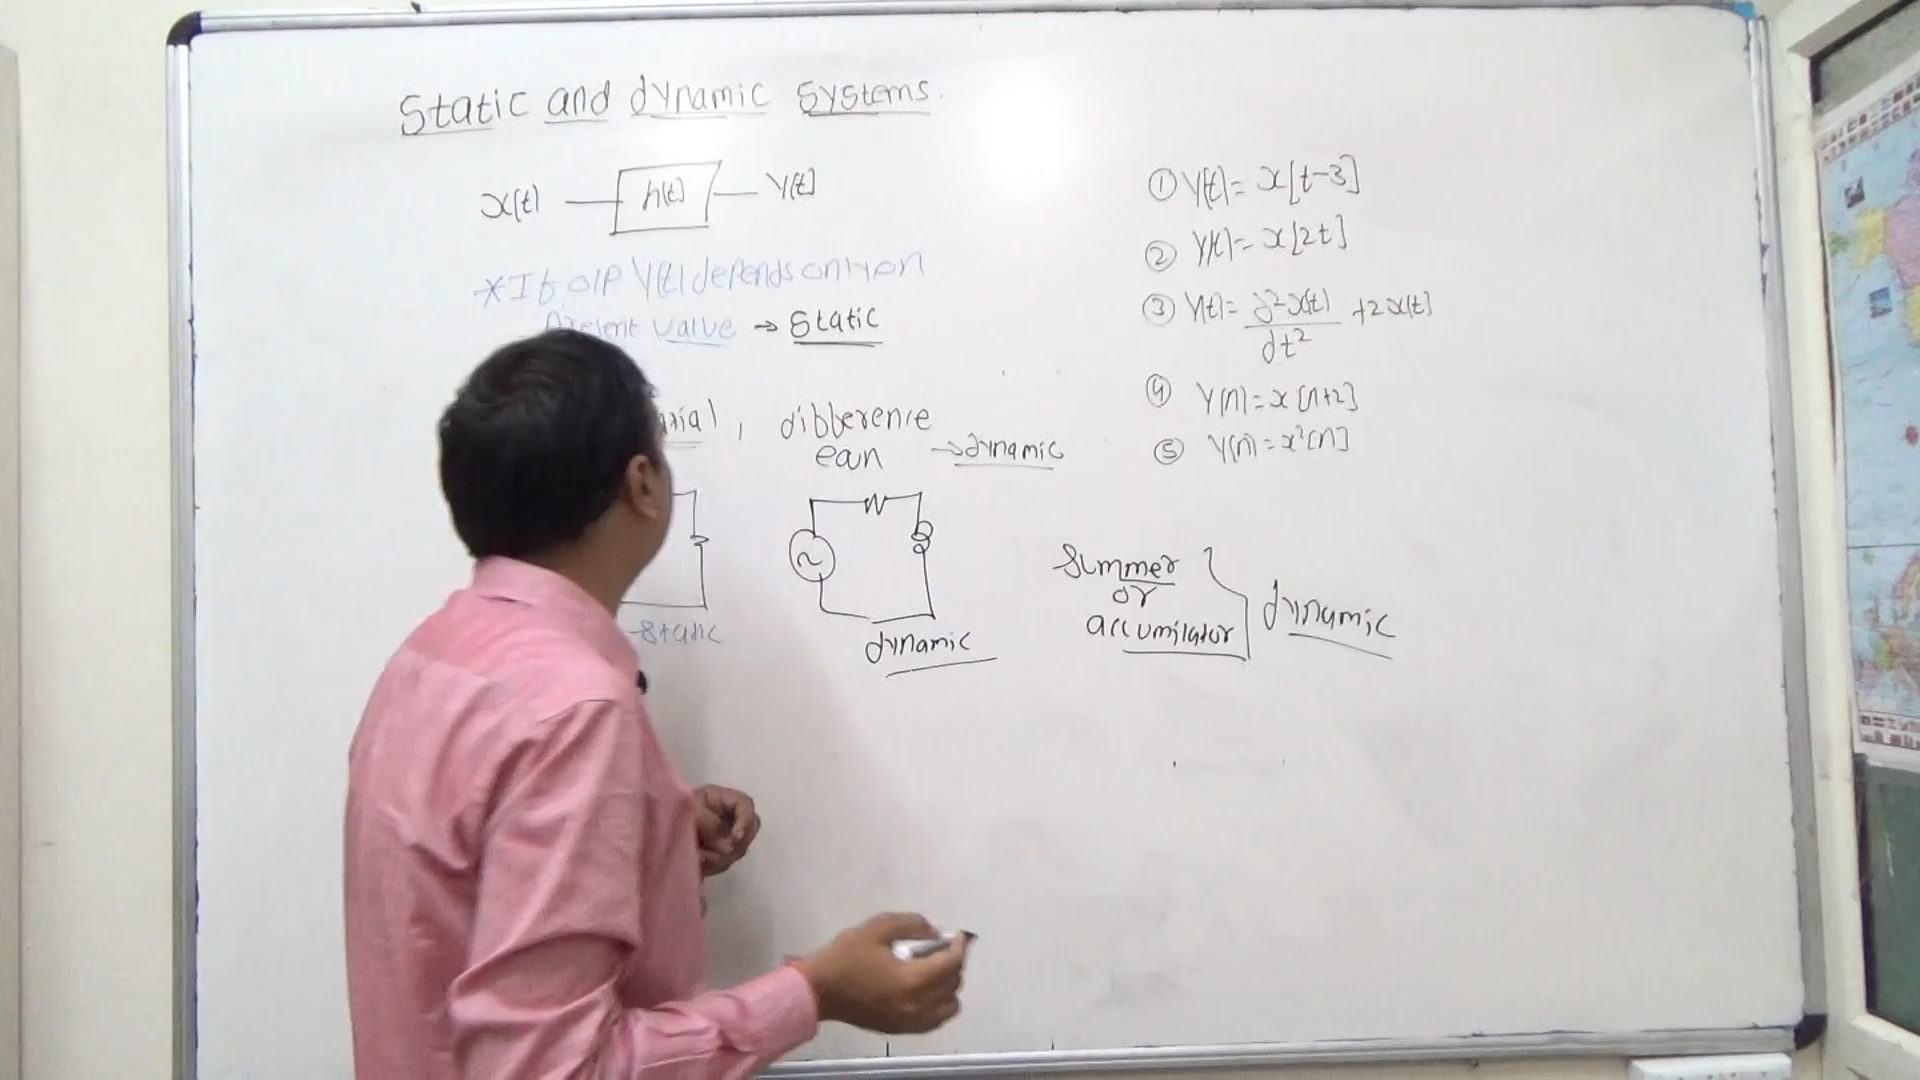 Static and dynamic Systems.
x(t) h(t) y(t)
*If o/p y(t) depends only on
Present value → Static
, difference
eqn → dynamic
Static
dynamic
Summer
or
accumilator
dynamic
① y(t) = x[t-3]
② y(t) = x[2t]
③ y(t) = d²x(t)/dt² + 2x(t)
④ y(n) = x[n+2]
⑤ y(n) = x²[n]